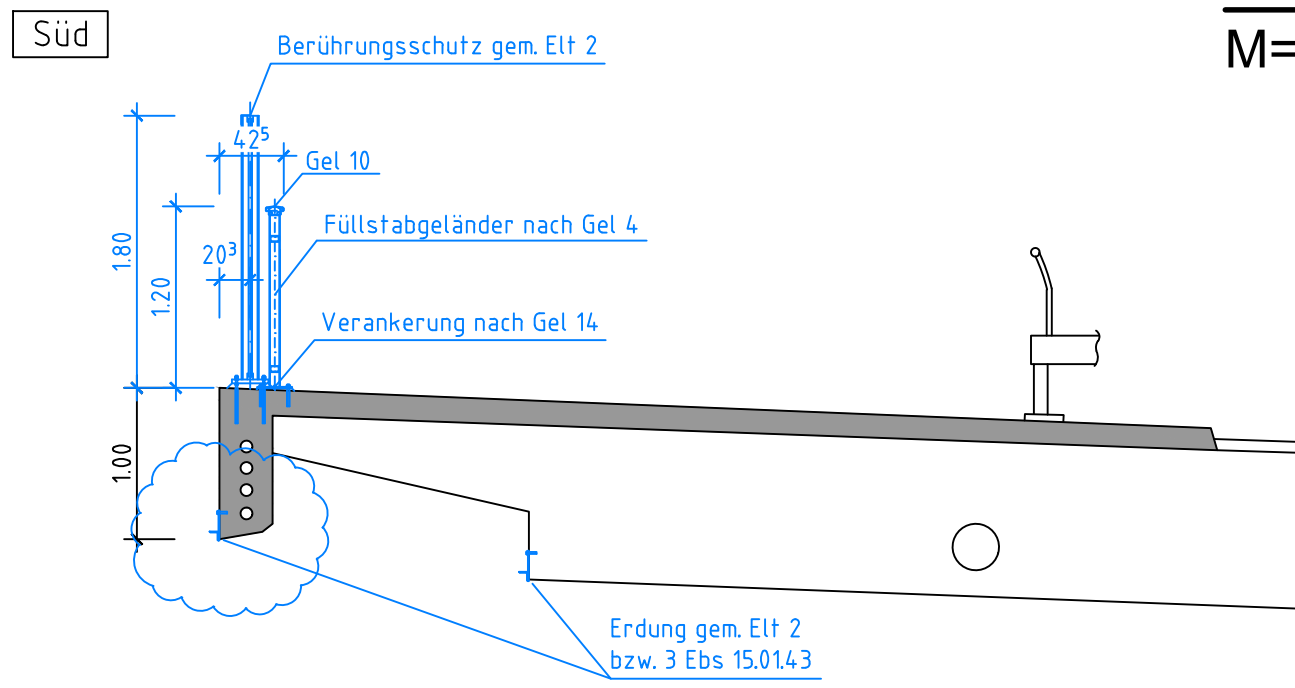 Süd
M=
Berührungsschutz gem. Elt 2
42⁵
Gel 10
Füllstabgeländer nach Gel 4
20³
1.80
1.20
Verankerung nach Gel 14
1.00
Erdung gem. Elt 2
bzw. 3 Ebs 15.01.43